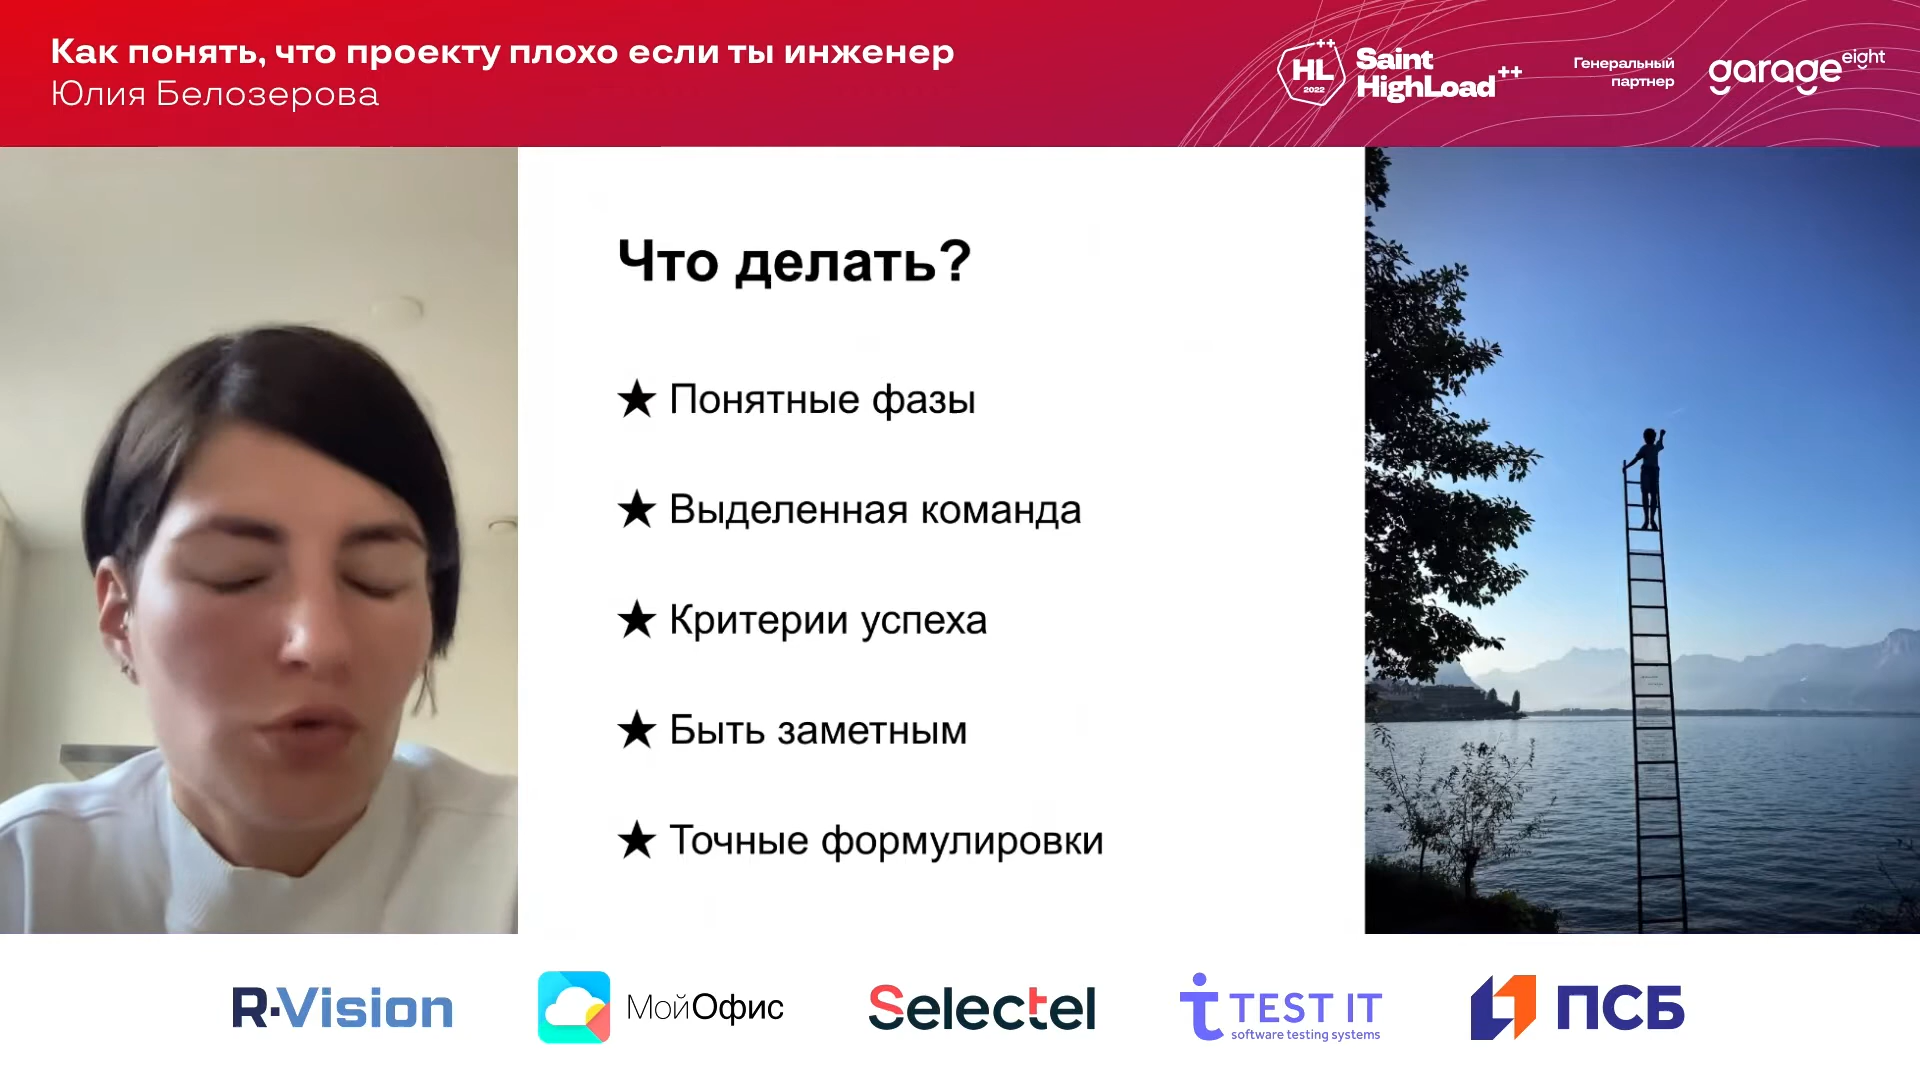 Как понять, что проекту плохо если ты инженер
Юлия Белозерова
HL++
2022
Saint
HighLoad++
Генеральный
партнер
garage eight
Что делать?
★ Понятные фазы
★ Выделенная команда
★ Критерии успеха
★ Быть заметным
★ Точные формулировки
R·Vision
МойОфис
Selectel
TEST IT
software testing systems
ПСБ